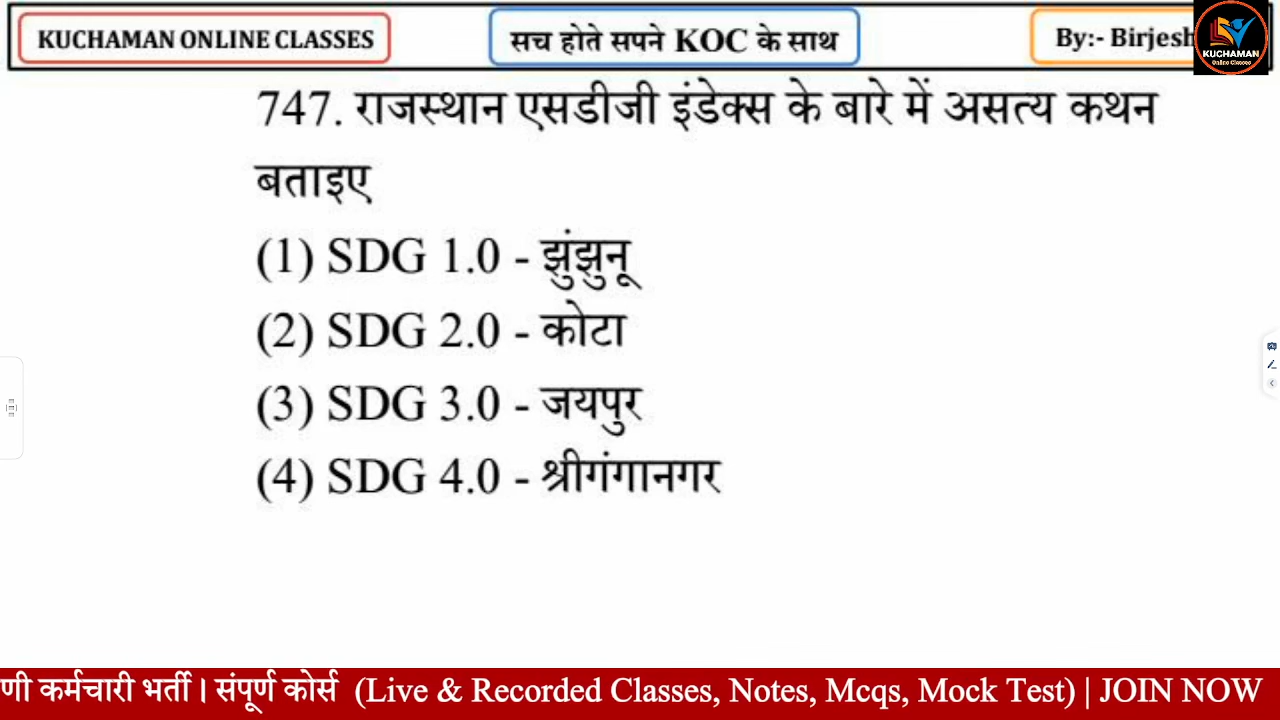 KUCHAMAN ONLINE CLASSES
सच होते सपने KOC के साथ
By:- Birjesh
KUCHAMAN
Online Classes
747. राजस्थान एसडीजी इंडेक्स के बारे में असत्य कथन
बताइए
(1) SDG 1.0 - झुंझुनू
(2) SDG 2.0 - कोटा
(3) SDG 3.0 - जयपुर
(4) SDG 4.0 - श्रीगंगानगर
णी कर्मचारी भर्ती। संपूर्ण कोर्स (Live & Recorded Classes, Notes, Mcqs, Mock Test) | JOIN NOW